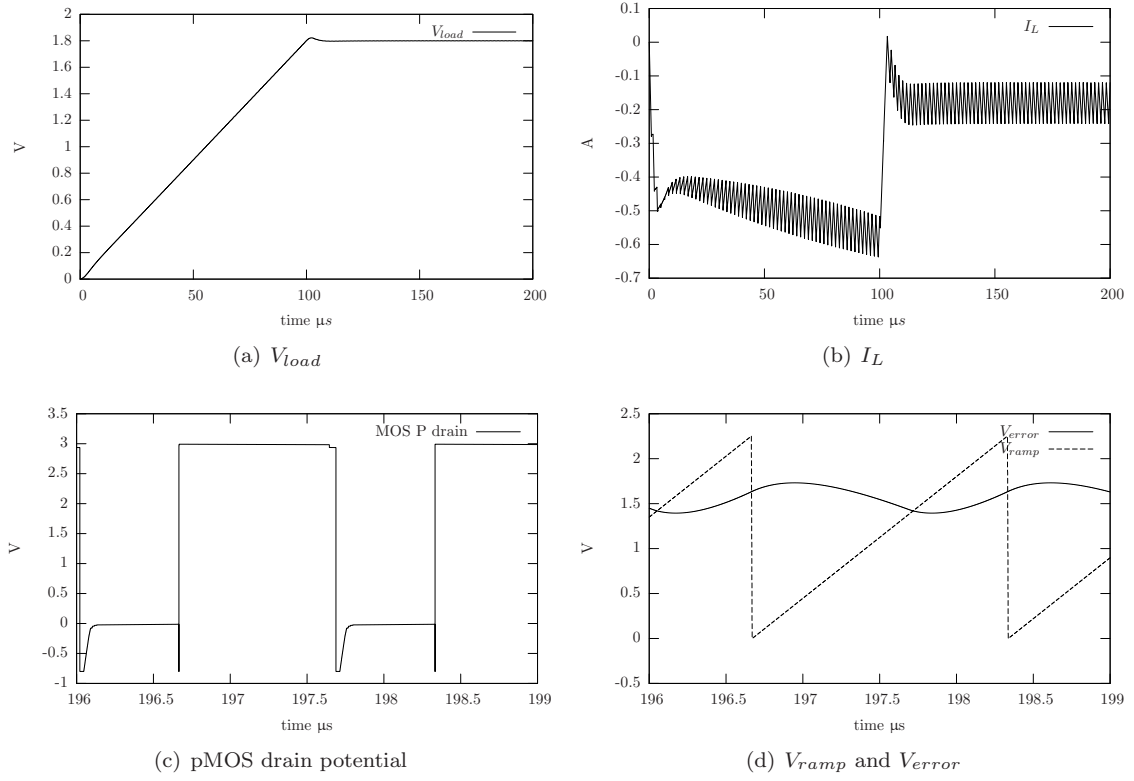 V_load
V
2
1.8
1.6
1.4
1.2
1
0.8
0.6
0.4
0.2
0
0 50 100 150 200
time μs
(a) V_load
I_L
A
0.1
0
-0.1
-0.2
-0.3
-0.4
-0.5
-0.6
-0.7
0 50 100 150 200
time μs
(b) I_L
MOS P drain
V
3.5
3
2.5
2
1.5
1
0.5
0
-0.5
-1
196 196.5 197 197.5 198 198.5 199
time μs
(c) pMOS drain potential
V_error
V_ramp
V
2.5
2
1.5
1
0.5
0
-0.5
196 196.5 197 197.5 198 198.5 199
time μs
(d) V_ramp and V_error